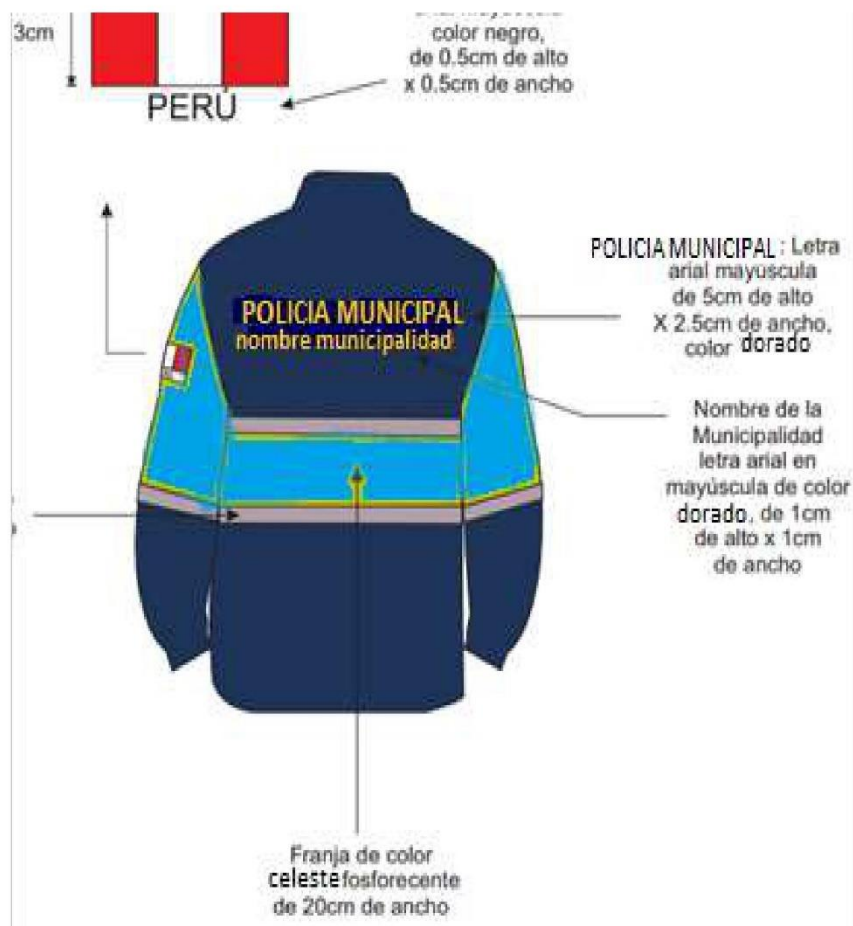 3cm
color negro,
de 0.5cm de alto
x 0.5cm de ancho
PERÚ
POLICIA MUNICIPAL : Letra
arial mayúscula
de 5cm de alto
X 2.5cm de ancho,
color dorado
POLICIA MUNICIPAL
nombre municipalidad
Nombre de la
Municipalidad
letra arial en
mayúscula de color
dorado, de 1cm
de alto x 1cm
de ancho
Franja de color
celeste fosforecente
de 20cm de ancho